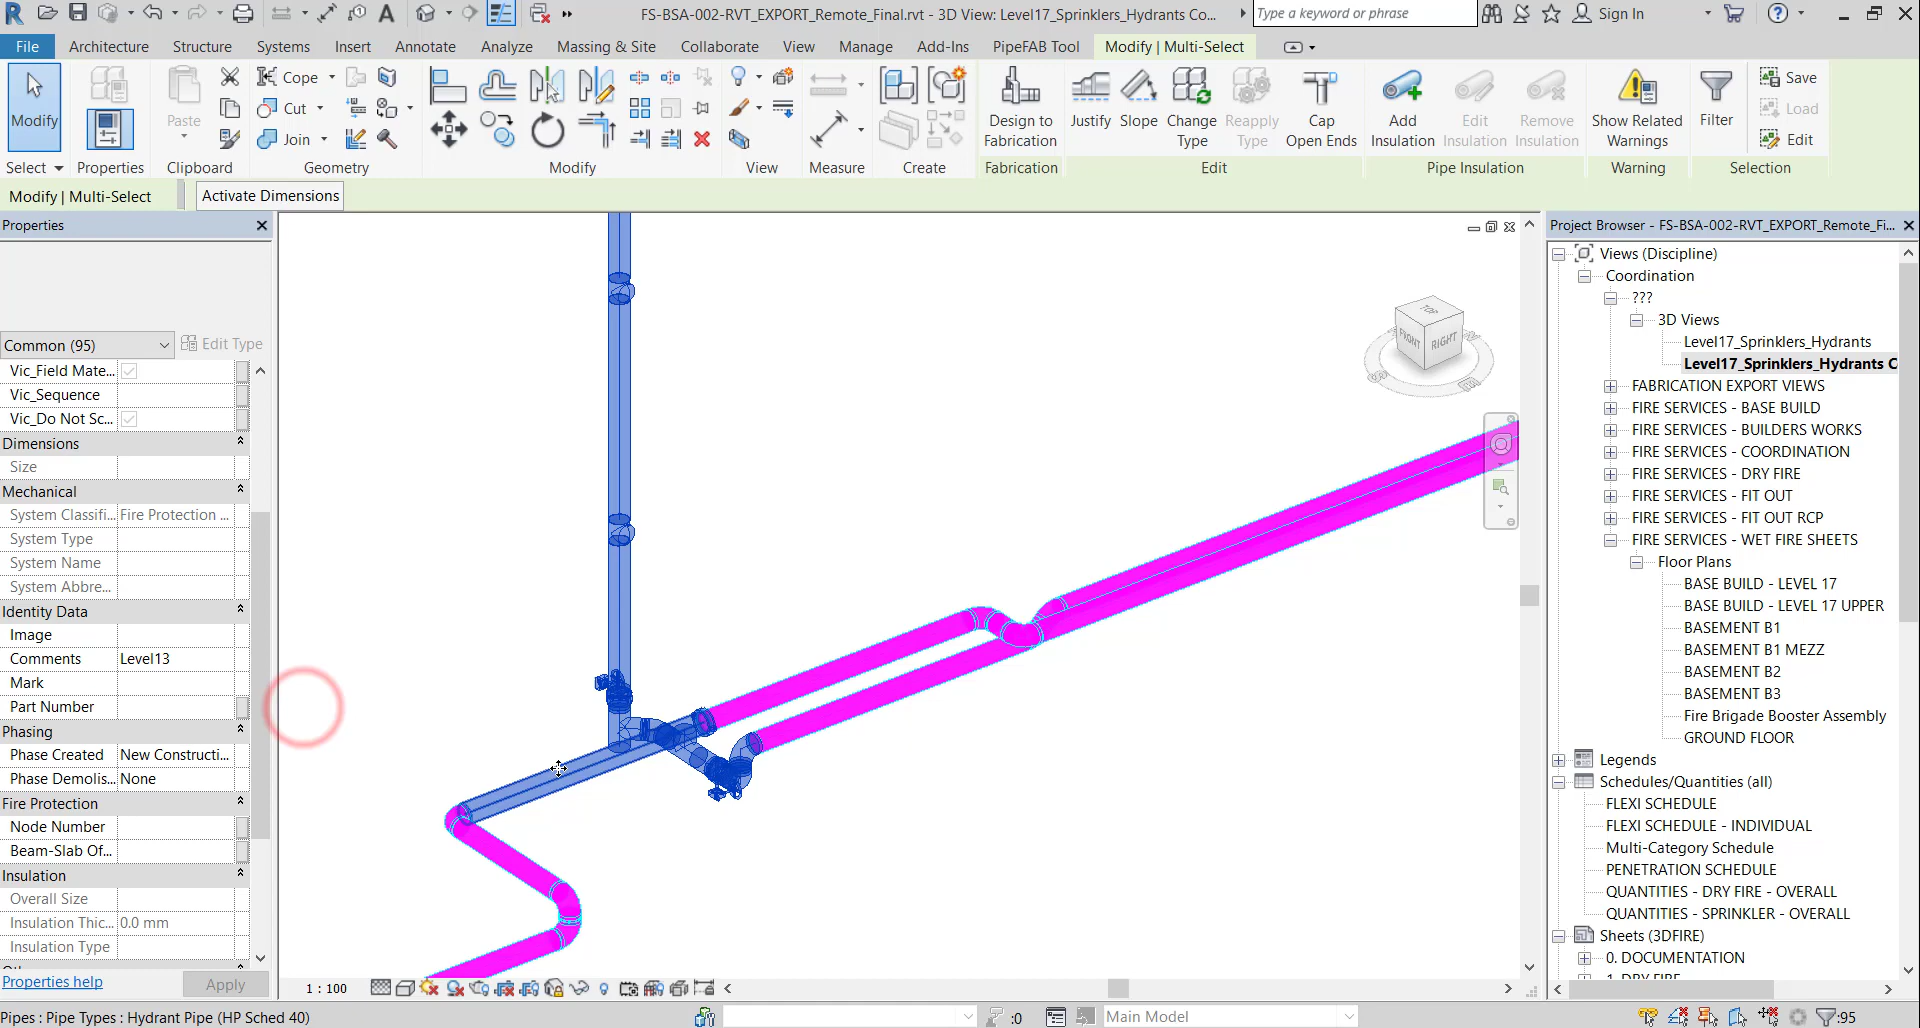 FS-BSA-002-RVT_EXPORT_Remote_Final.rvt - 3D View: Level17_Sprinklers_Hydrants Co...
Type a keyword or phrase
Sign In
File
Architecture
Structure
Systems
Insert
Annotate
Analyze
Massing & Site
Collaborate
View
Manage
Add-Ins
PipeFAB Tool
Modify | Multi-Select
Modify
Paste
Cope
Cut
Join
Design to Fabrication
Justify
Slope
Change Type
Reapply Type
Cap Open Ends
Add Insulation
Edit Insulation
Remove Insulation
Show Related Warnings
Filter
Save
Load
Edit
Select
Properties
Clipboard
Geometry
Modify
View
Measure
Create
Fabrication
Edit
Pipe Insulation
Warning
Selection
Modify | Multi-Select
Activate Dimensions
Properties
Common (95)
Edit Type
Vic_Field Mate...
Vic_Sequence
Vic_Do Not Sc...
Dimensions
Size
Mechanical
System Classifi... Fire Protection ...
System Type
System Name
System Abbre...
Identity Data
Image
Comments Level13
Mark
Part Number
Phasing
Phase Created New Constructi...
Phase Demolis... None
Fire Protection
Node Number
Beam-Slab Of...
Insulation
Overall Size
Insulation Thic... 0.0 mm
Insulation Type
Properties help
Apply
TOP
FRONT
RIGHT
1 : 100
Project Browser - FS-BSA-002-RVT_EXPORT_Remote_Fi...
Views (Discipline)
Coordination
???
3D Views
Level17_Sprinklers_Hydrants
Level17_Sprinklers_Hydrants C
FABRICATION EXPORT VIEWS
FIRE SERVICES - BASE BUILD
FIRE SERVICES - BUILDERS WORKS
FIRE SERVICES - COORDINATION
FIRE SERVICES - DRY FIRE
FIRE SERVICES - FIT OUT
FIRE SERVICES - FIT OUT RCP
FIRE SERVICES - WET FIRE SHEETS
Floor Plans
BASE BUILD - LEVEL 17
BASE BUILD - LEVEL 17 UPPER
BASEMENT B1
BASEMENT B1 MEZZ
BASEMENT B2
BASEMENT B3
Fire Brigade Booster Assembly
GROUND FLOOR
Legends
Schedules/Quantities (all)
FLEXI SCHEDULE
FLEXI SCHEDULE - INDIVIDUAL
Multi-Category Schedule
PENETRATION SCHEDULE
QUANTITIES - DRY FIRE - OVERALL
QUANTITIES - SPRINKLER - OVERALL
Sheets (3DFIRE)
0. DOCUMENTATION
1. DRY FIRE
Pipes : Pipe Types : Hydrant Pipe (HP Sched 40)
:0
Main Model
:95